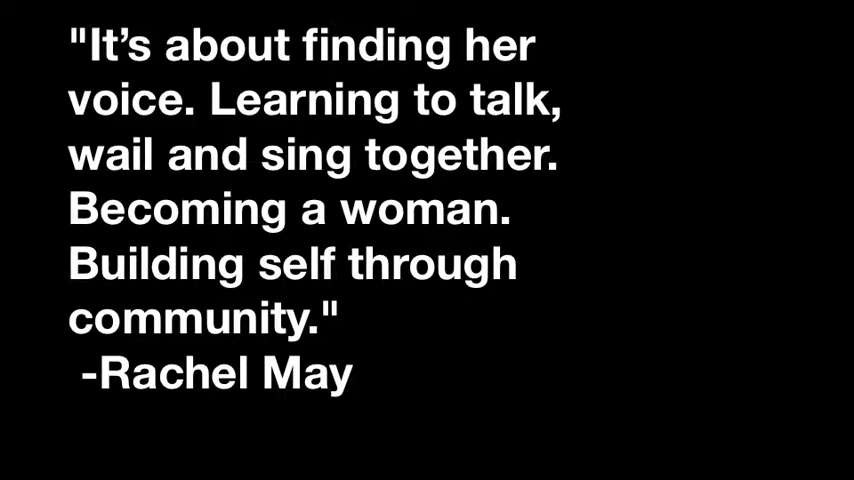 "It’s about finding her
voice. Learning to talk,
wail and sing together.
Becoming a woman.
Building self through
community."
-Rachel May